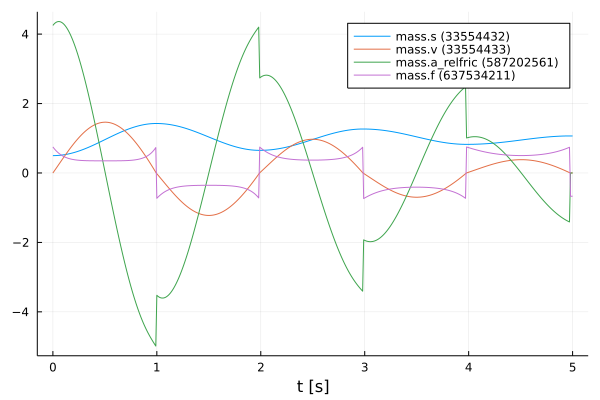 mass.s (33554432)
mass.v (33554433)
mass.a_relfric (587202561)
mass.f (637534211)
4
2
0
−2
−4
0 1 2 3 4 5
t [s]